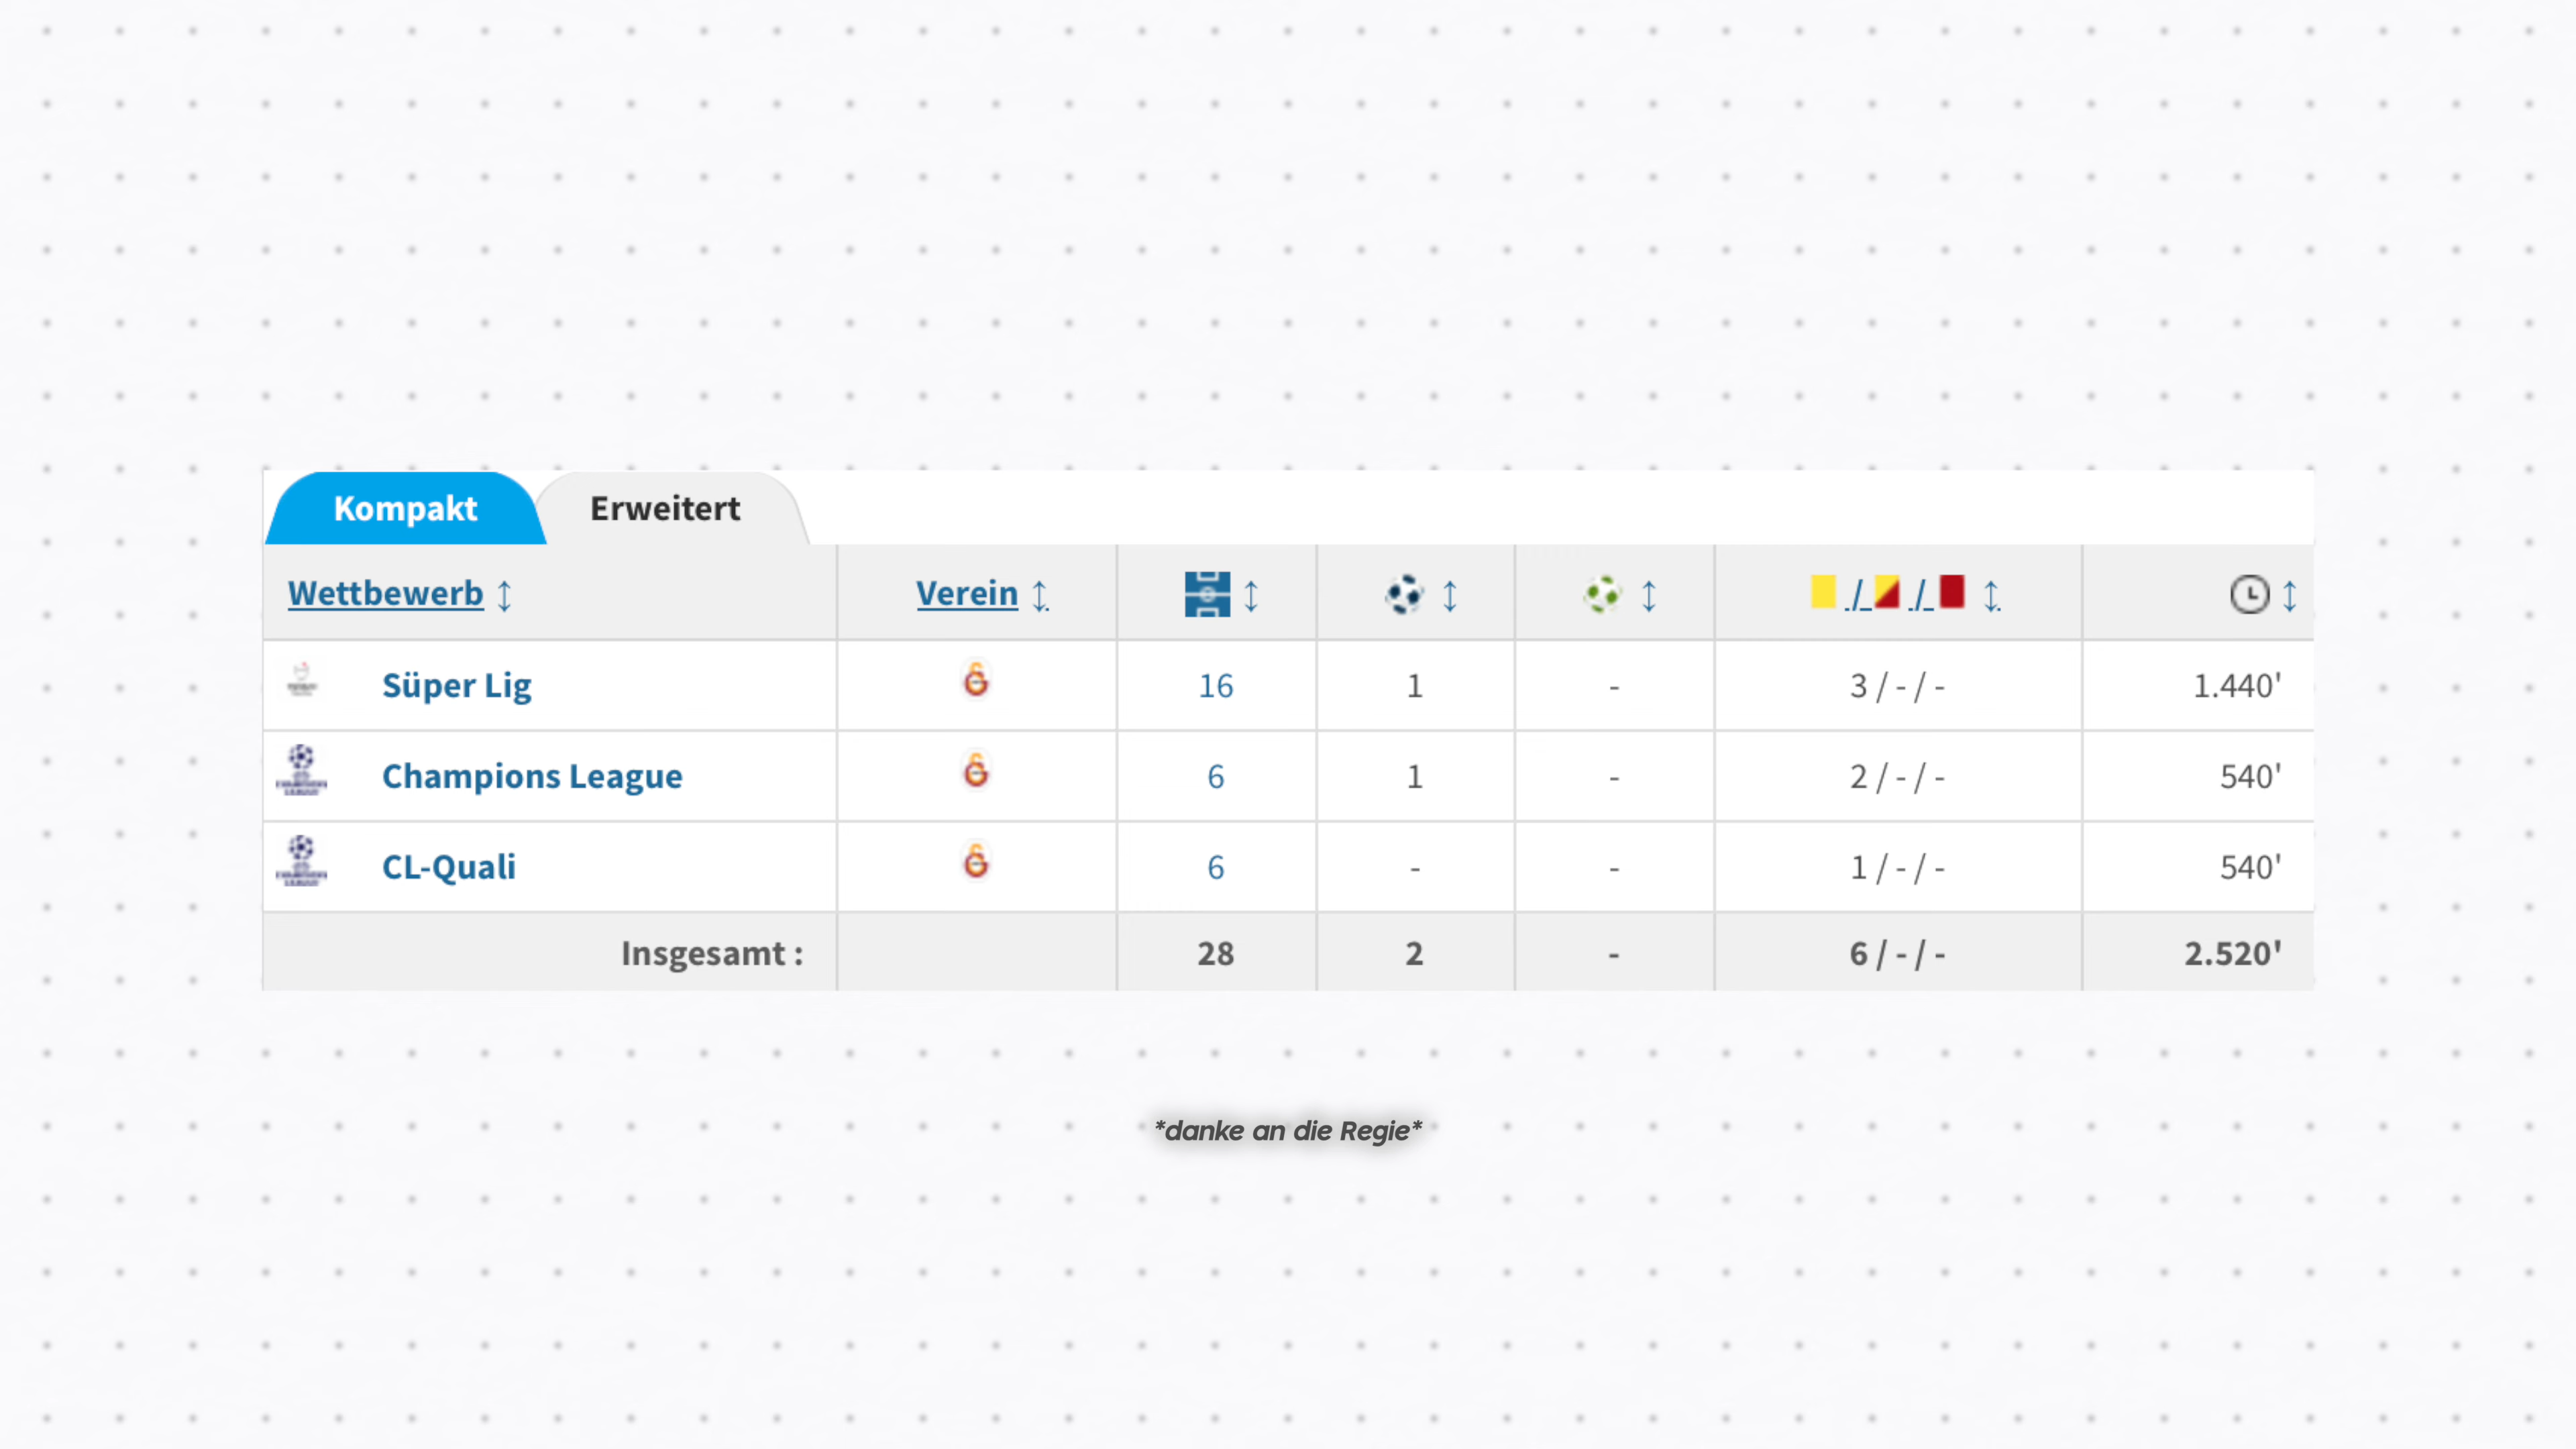 Kompakt Erweitert
Wettbewerb Verein / /
Süper Lig 16 1 - 3 / - / - 1.440'
Champions League 6 1 - 2 / - / - 540'
CL-Quali 6 - - 1 / - / - 540'
Insgesamt : 28 2 - 6 / - / - 2.520'
*danke an die Regie*